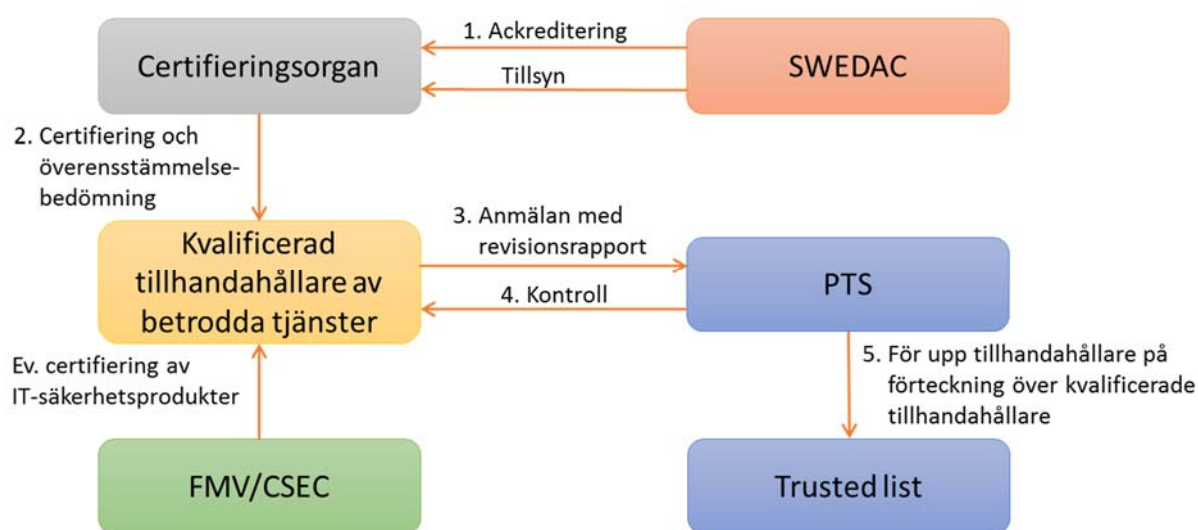 1. Ackreditering
Certifieringsorgan
SWEDAC
Tillsyn
2. Certifiering och
överensstämmelse-
bedömning
3. Anmälan med
revisionsrapport
Kvalificerad
tillhandahållare av
betrodda tjänster
PTS
4. Kontroll
Ev. certifiering av
IT-säkerhetsprodukter
5. För upp tillhandahållare på
förteckning över kvalificerade
tillhandahållare
FMV/CSEC
Trusted list